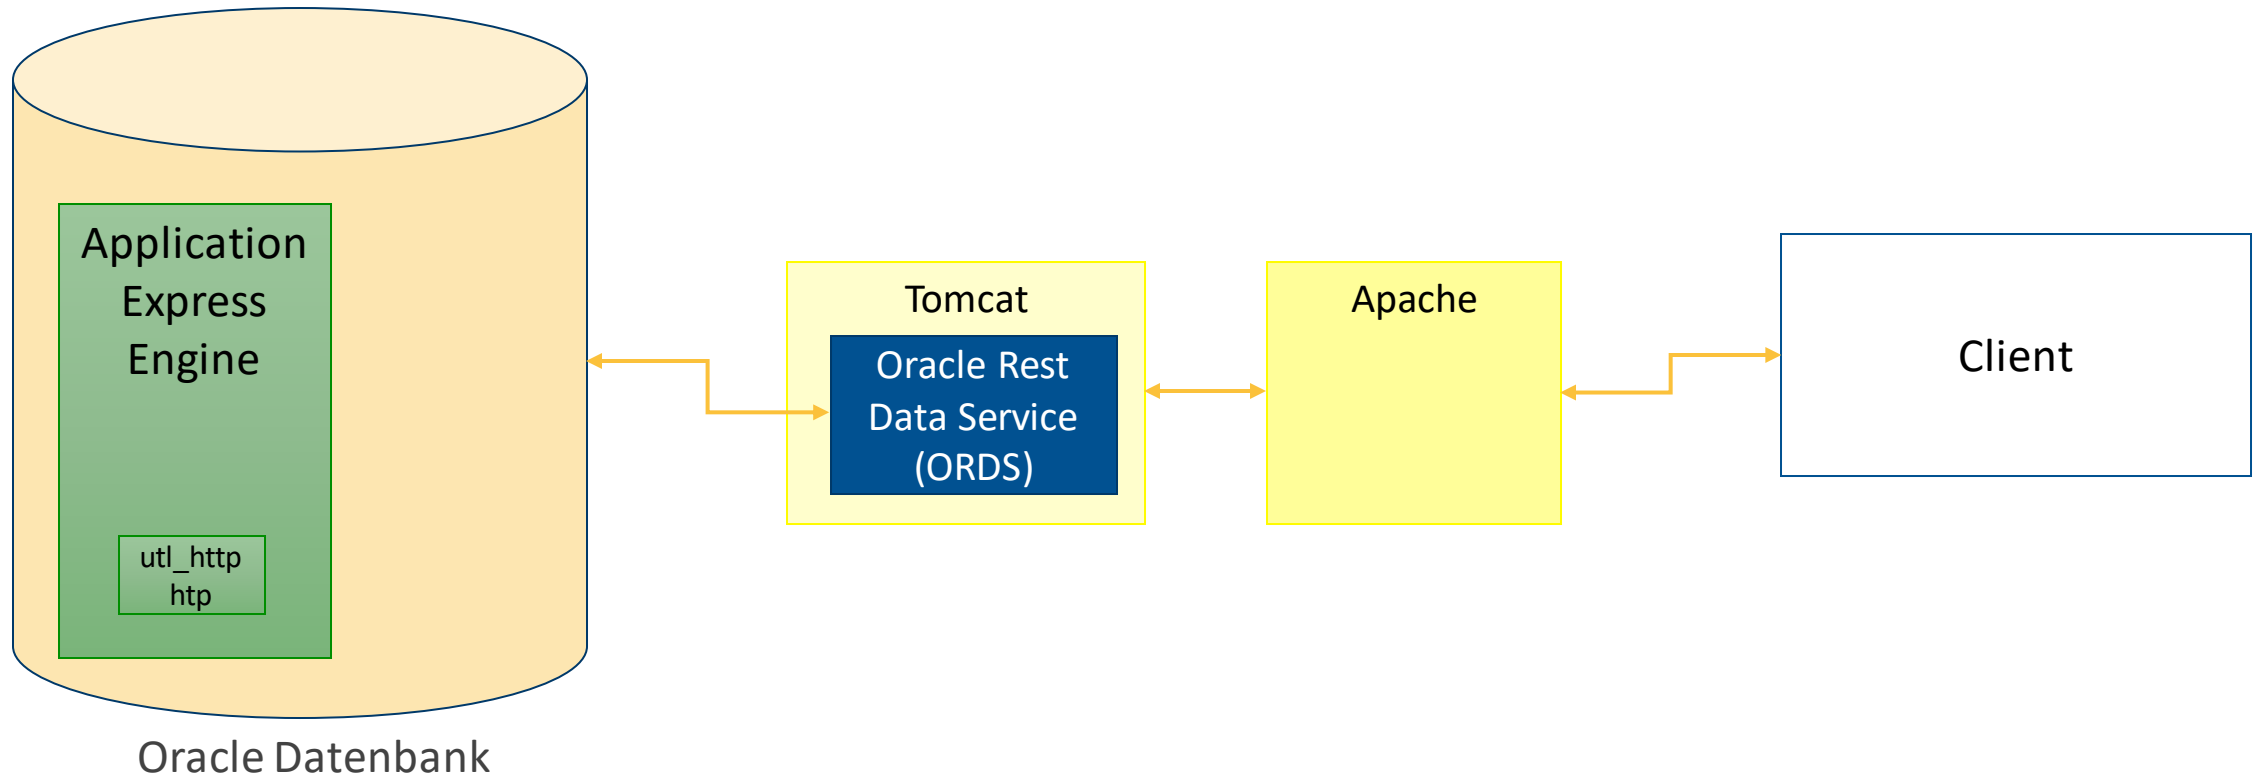 Application
Express
Engine
utl_http
htp
Oracle Datenbank
Tomcat
Oracle Rest
Data Service
(ORDS)
Apache
Client